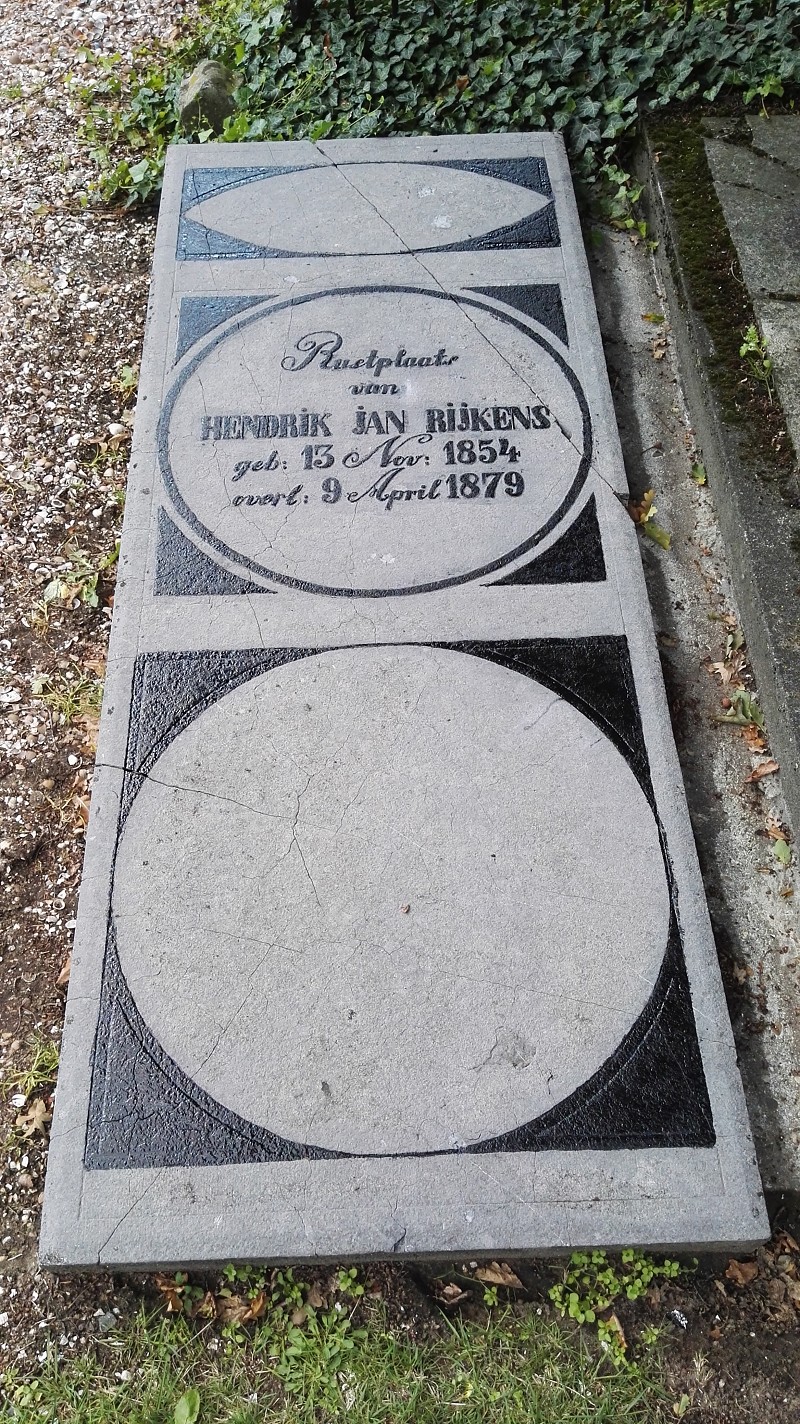 Rustplaats
van
HENDRIK JAN RIJKENS
geb: 13 Nov: 1854
overl: 9 April 1879